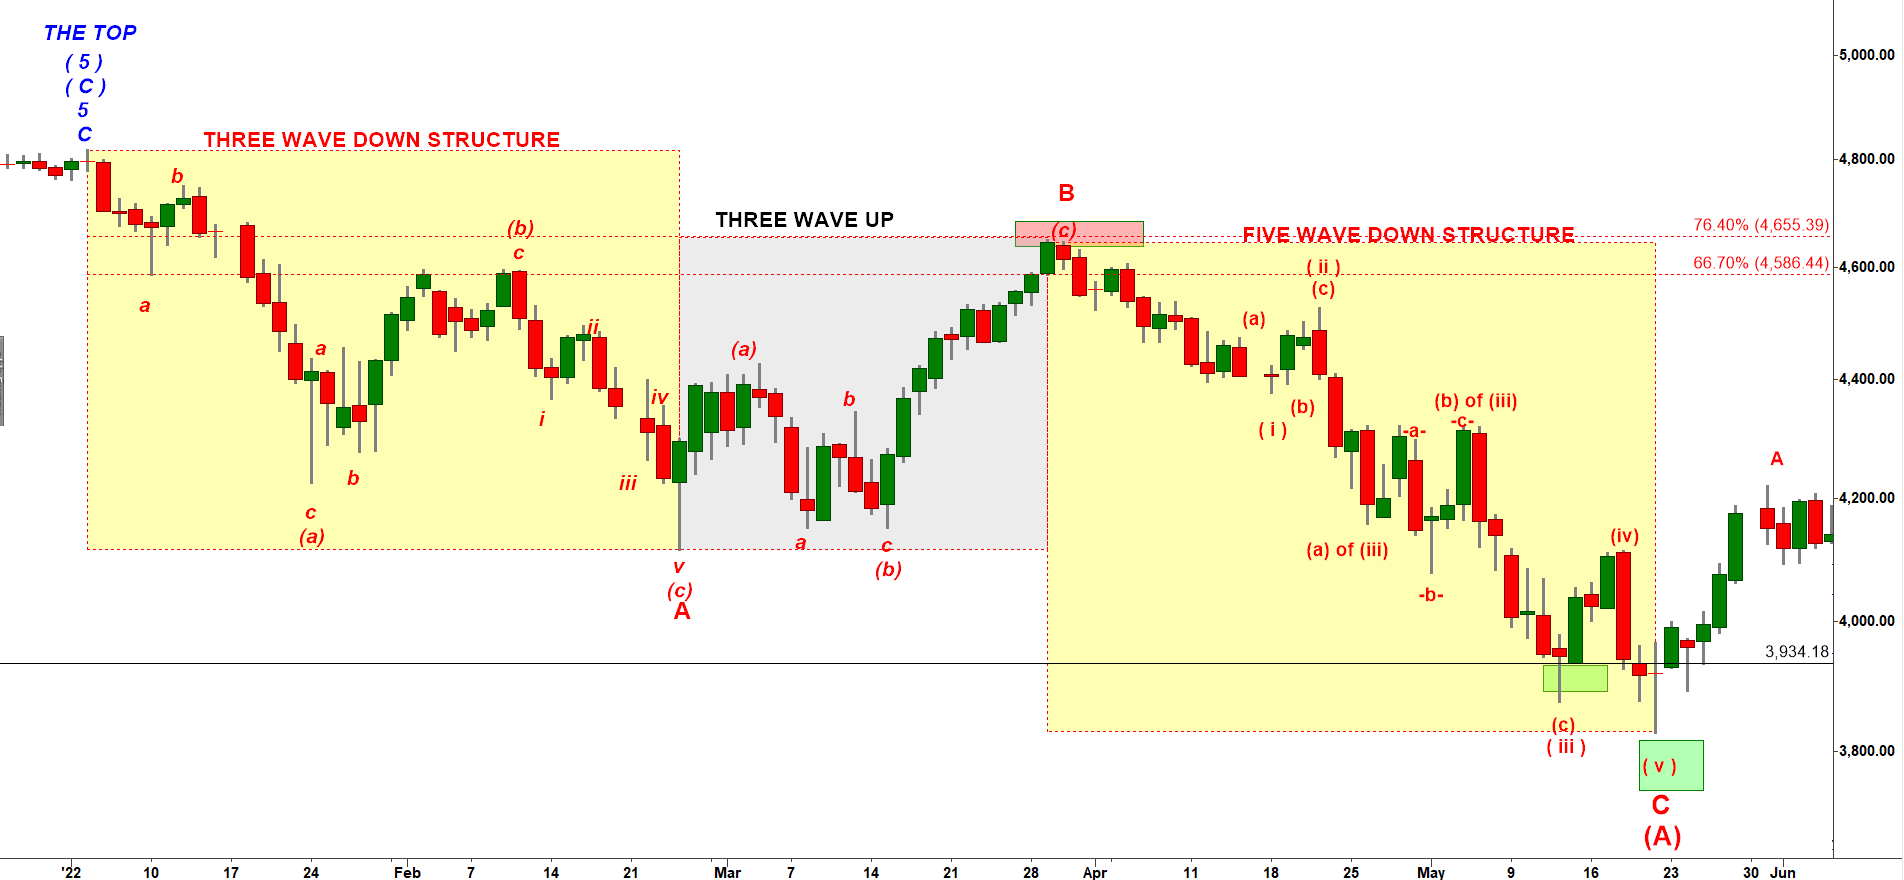 THE TOP
( 5 )
( C )
5
C
THREE WAVE DOWN STRUCTURE
b
a
a
b
c
(a)
(b)
c
i
ii
iii
iv
v
(c)
A
THREE WAVE UP
(a)
a
b
c
(b)
B
(c)
FIVE WAVE DOWN STRUCTURE
( ii )
(c)
(a)
(b)
( i )
(b) of (iii)
-c-
-a-
(a) of (iii)
-b-
(iv)
(c)
( iii )
( v )
C
(A)
A
76.40% (4,655.39)
66.70% (4,586.44)
3,934.18
5,000.00
4,800.00
4,600.00
4,400.00
4,200.00
4,000.00
3,800.00
'22 10 17 24 Feb 7 14 21 Mar 7 14 21 28 Apr 11 18 25 May 9 16 23 30 Jun